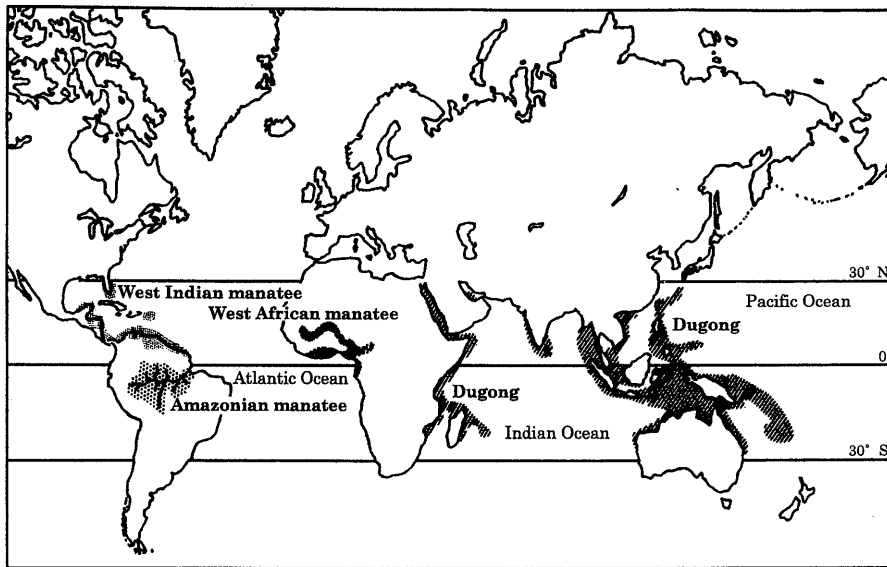 30° N
West Indian manatee
Pacific Ocean
West African manatee
Dugong
0
Atlantic Ocean
Dugong
Amazonian manatee
Indian Ocean
30° S